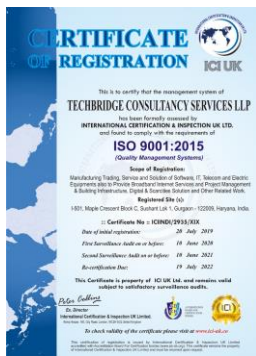 CERTIFICATE
OF REGISTRATION
ICI UK
This is to certify that the management system of
TECHBRIDGE CONSULTANCY SERVICES LLP
has been formally assessed by
INTERNATIONAL CERTIFICATION & INSPECTION UK LTD.
and found to comply with the requirements of
ISO 9001:2015
(Quality Management Systems)
Scope of Registration:
Manufacturing Trading, Service and Solution of Software, IT, Telecom and Electric
Equipments also to Provide Broadband Internet Services and Project Management
& Building Infrastructure, Digital & Scanities Solution and Other Related Work.
Registered Site (s):
I-501, Maple Crescent Block C, Sushant Lok 1, Gurgaon - 122009, Haryana, India.
:: Certificate No :: ICIINDI/2935/XIX
Date of initial registration: 20 July 2019
First Surveillance Audit on or before: 19 June 2020
Second Surveillance Audit on or before: 18 June 2021
Re-certification Due: 19 July 2022
This Certificate is property of ICI UK Ltd. and remains valid
subject to satisfactory surveillance audits.
Ex. Director
International Certification & Inspection UK Limited.
ICI
To check validity of the certificate please visit at www.ici-uk.co